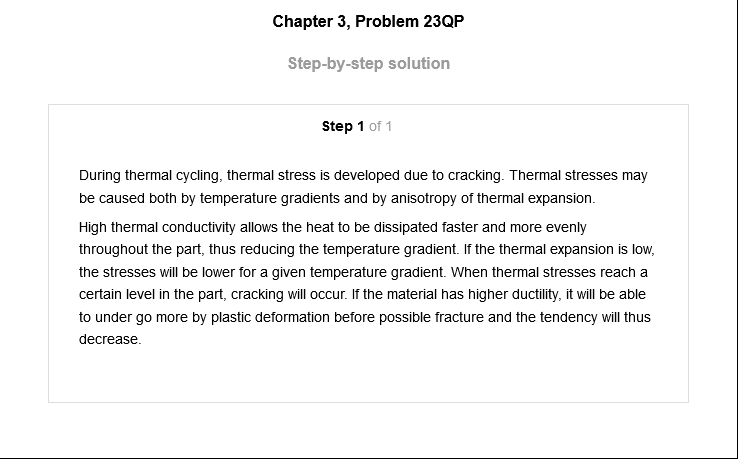 Chapter 3, Problem 23QP
Step-by-step solution
Step 1 of 1
During thermal cycling, thermal stress is developed due to cracking. Thermal stresses may
be caused both by temperature gradients and by anisotropy of thermal expansion.
High thermal conductivity allows the heat to be dissipated faster and more evenly
throughout the part, thus reducing the temperature gradient. If the thermal expansion is low,
the stresses will be lower for a given temperature gradient. When thermal stresses reach a
certain level in the part, cracking will occur. If the material has higher ductility, it will be able
to under go more by plastic deformation before possible fracture and the tendency will thus
decrease.